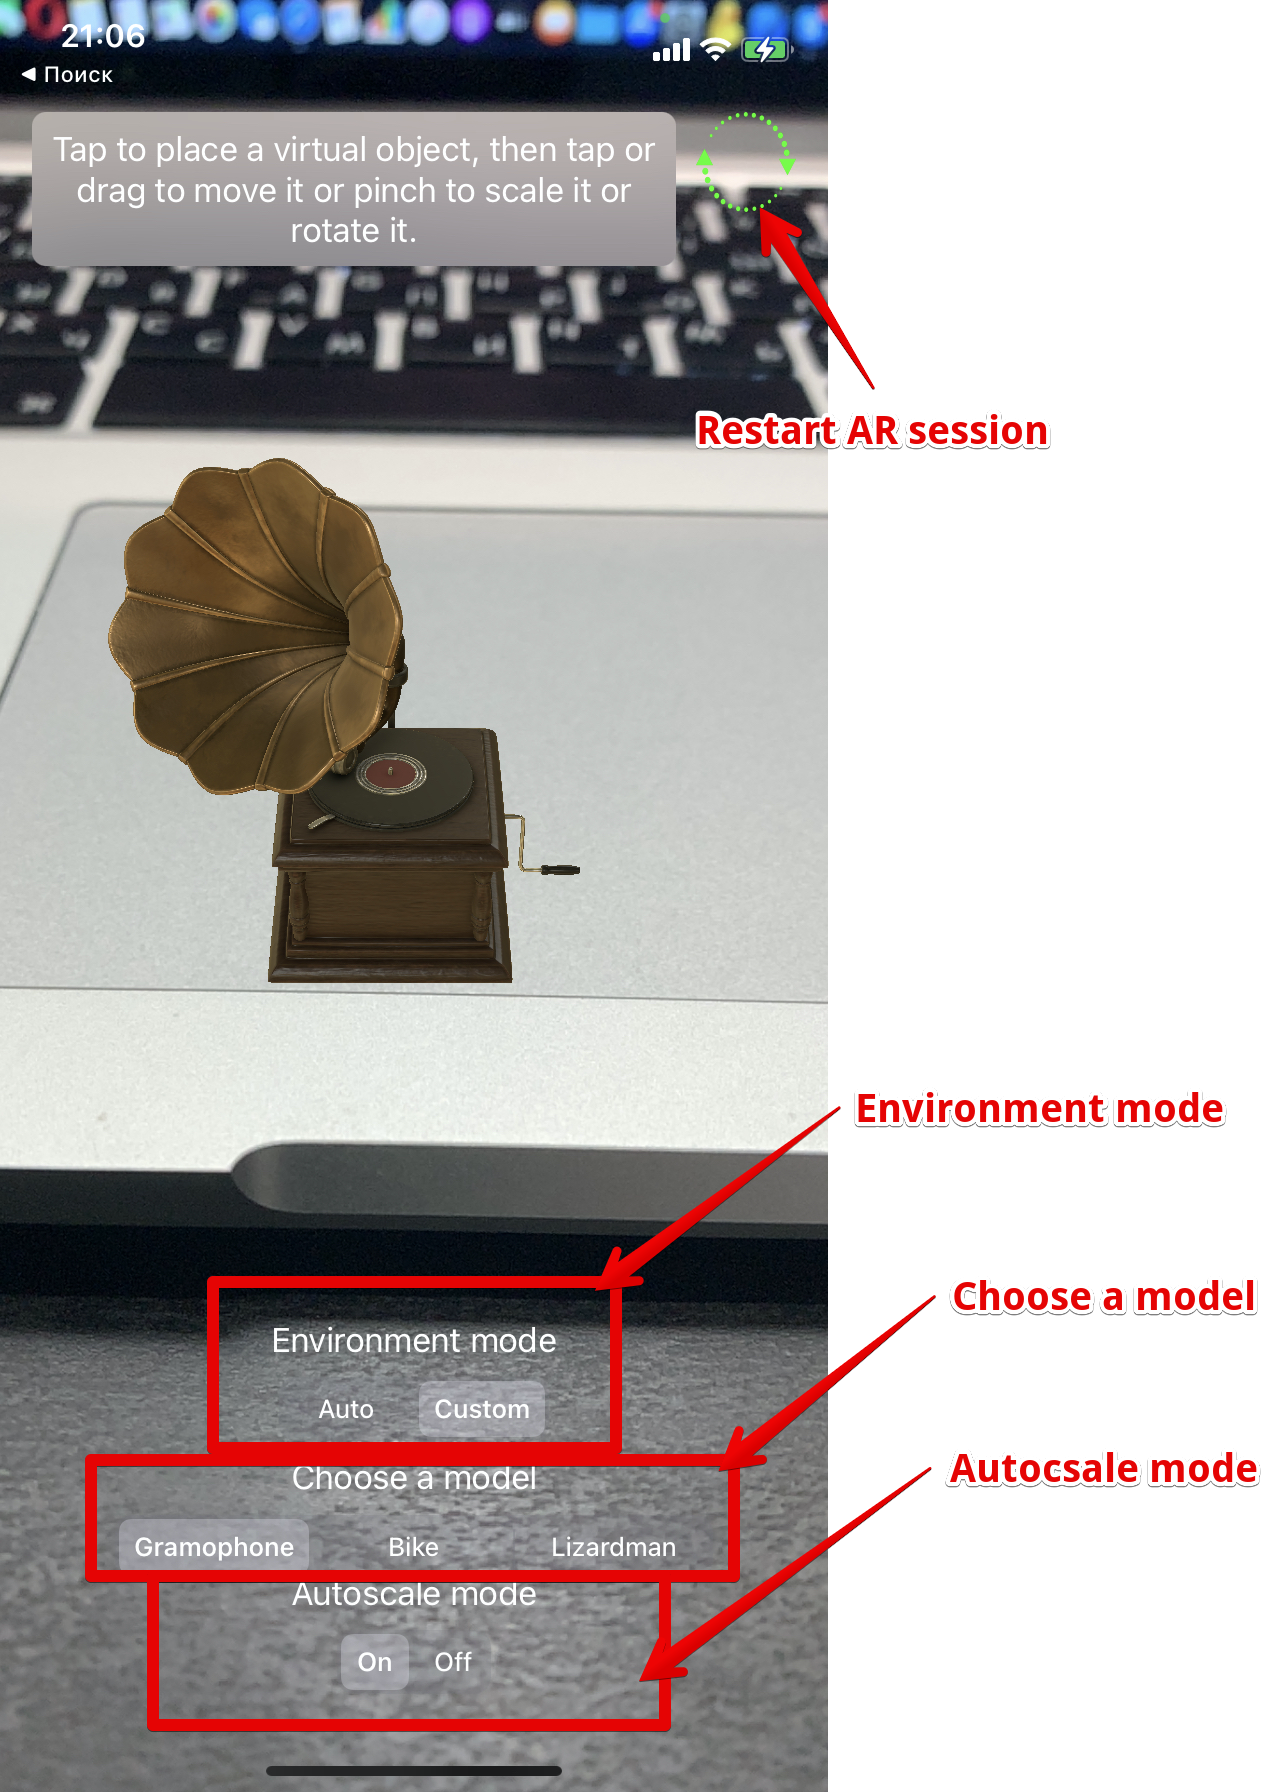 21:06
◀ Поиск
Tap to place a virtual object, then tap or
drag to move it or pinch to scale it or
rotate it.
Restart AR session
Environment mode
Environment mode
Auto Custom
Choose a model
Choose a model
Gramophone Bike Lizardman
Autocsale mode
Autoscale mode
On Off